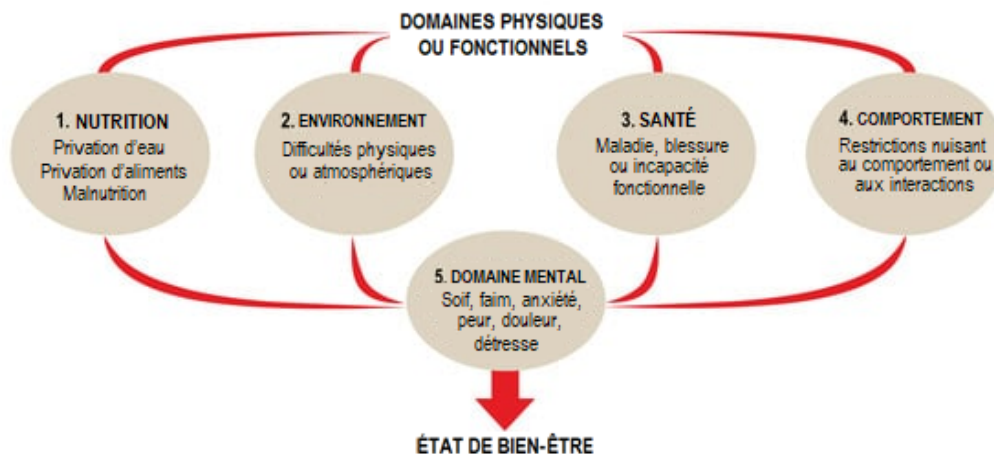 DOMAINES PHYSIQUES
OU FONCTIONNELS
1. NUTRITION
Privation d'eau
Privation d'aliments
Malnutrition
2. ENVIRONNEMENT
Difficultés physiques
ou atmosphériques
3. SANTÉ
Maladie, blessure
ou incapacité
fonctionnelle
4. COMPORTEMENT
Restrictions nuisant
au comportement ou
aux interactions
5. DOMAINE MENTAL
Soif, faim, anxiété,
peur, douleur,
détresse
ÉTAT DE BIEN-ÊTRE